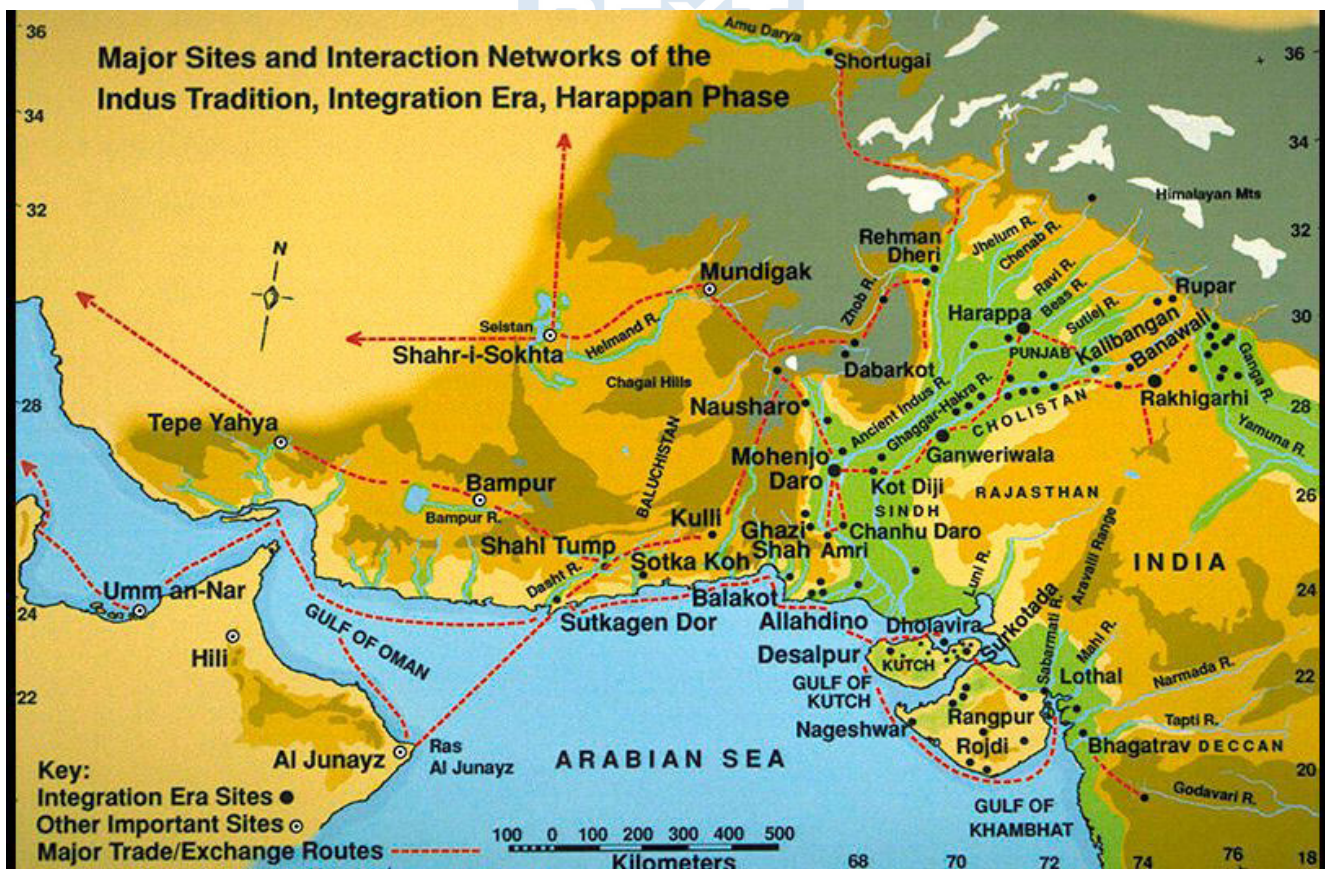 Major Sites and Interaction Networks of the
Indus Tradition, Integration Era, Harappan Phase
36
34
32
28
24
22
Amu Darya
Shortugai
36
34
32
30
28
26
24
22
20
18
Himalayan Mts
N
Rehman
Dheri
Jhelum R.
Chenab R.
Ravi R.
Beas R.
Sutlej R.
Rupar
Mundigak
Zhob R.
Harappa
Seistan
Helmand R.
Shahr-i-Sokhta
PUNJAB
Kalibangan
Banawali
Ganga R.
Dabarkot
Chagai Hills
Nausharo
Ancient Indus R.
Ghaggar-Hakra R.
CHOLISTAN
Rakhigarhi
Yamuna R.
Tepe Yahya
BALUCHISTAN
Mohenjo
Daro
Ganweriwala
Bampur
Bampur R.
Kot Diji
SINDH
RAJASTHAN
Kulli
Ghazi
Shah
Chanhu Daro
Amri
Shahi Tump
Sotka Koh
Dasht R.
Luni R.
Aravalli Range
INDIA
Umm an-Nar
Balakot
Sutkagen Dor
Allahdino
Dholavira
Surkotada
Sabarmati R.
Mahi R.
GULF OF OMAN
Hili
Desalpur
KUTCH
Lothal
Narmada R.
GULF OF
KUTCH
Nageshwar
Rangpur
Rojdi
Tapti R.
Bhagatrav
DECCAN
Al Junayz
Ras
Al Junayz
ARABIAN SEA
Godavari R.
GULF OF
KHAMBHAT
Key:
Integration Era Sites
Other Important Sites
Major Trade/Exchange Routes
100 0 100 200 300 400 500
Kilometers
68 70 72 74 76